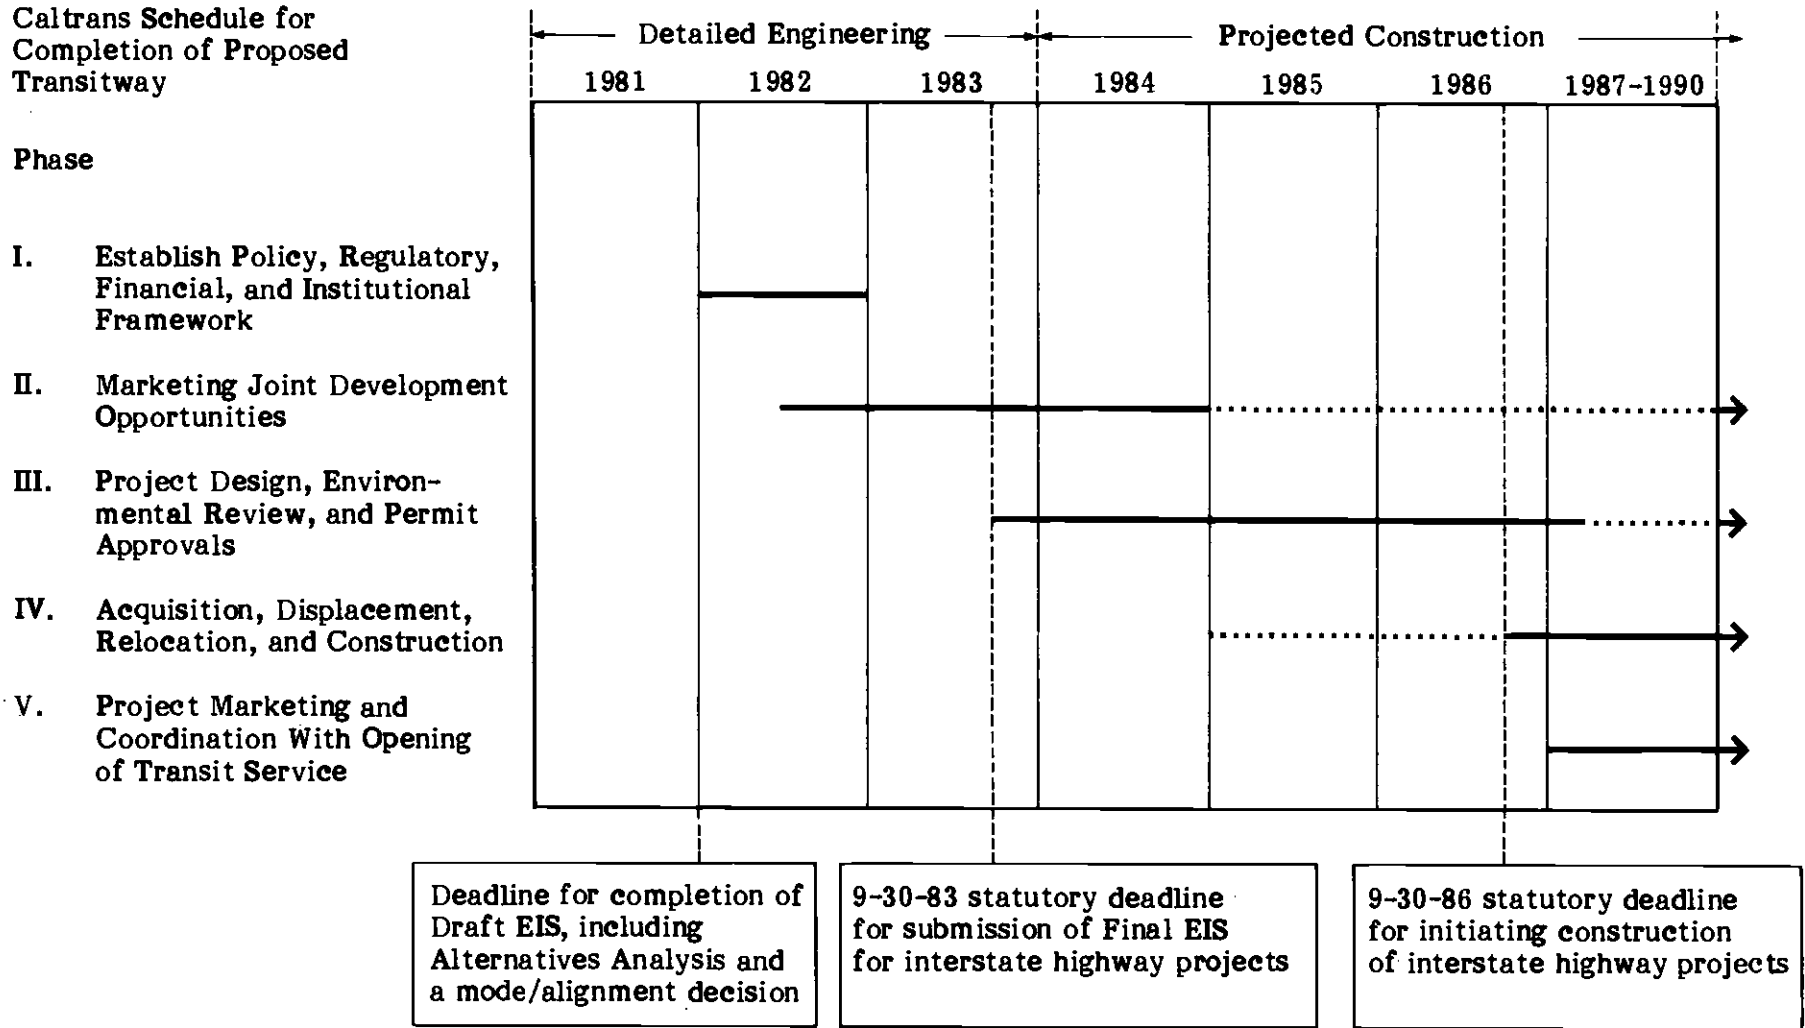 Caltrans Schedule for
Completion of Proposed
Transitway
Detailed Engineering
Projected Construction
1981 1982 1983 1984 1985 1986 1987-1990
Phase
I. Establish Policy, Regulatory,
Financial, and Institutional
Framework
II. Marketing Joint Development
Opportunities
III. Project Design, Environ-
mental Review, and Permit
Approvals
IV. Acquisition, Displacement,
Relocation, and Construction
V. Project Marketing and
Coordination With Opening
of Transit Service
Deadline for completion of
Draft EIS, including
Alternatives Analysis and
a mode/alignment decision
9-30-83 statutory deadline
for submission of Final EIS
for interstate highway projects
9-30-86 statutory deadline
for initiating construction
of interstate highway projects